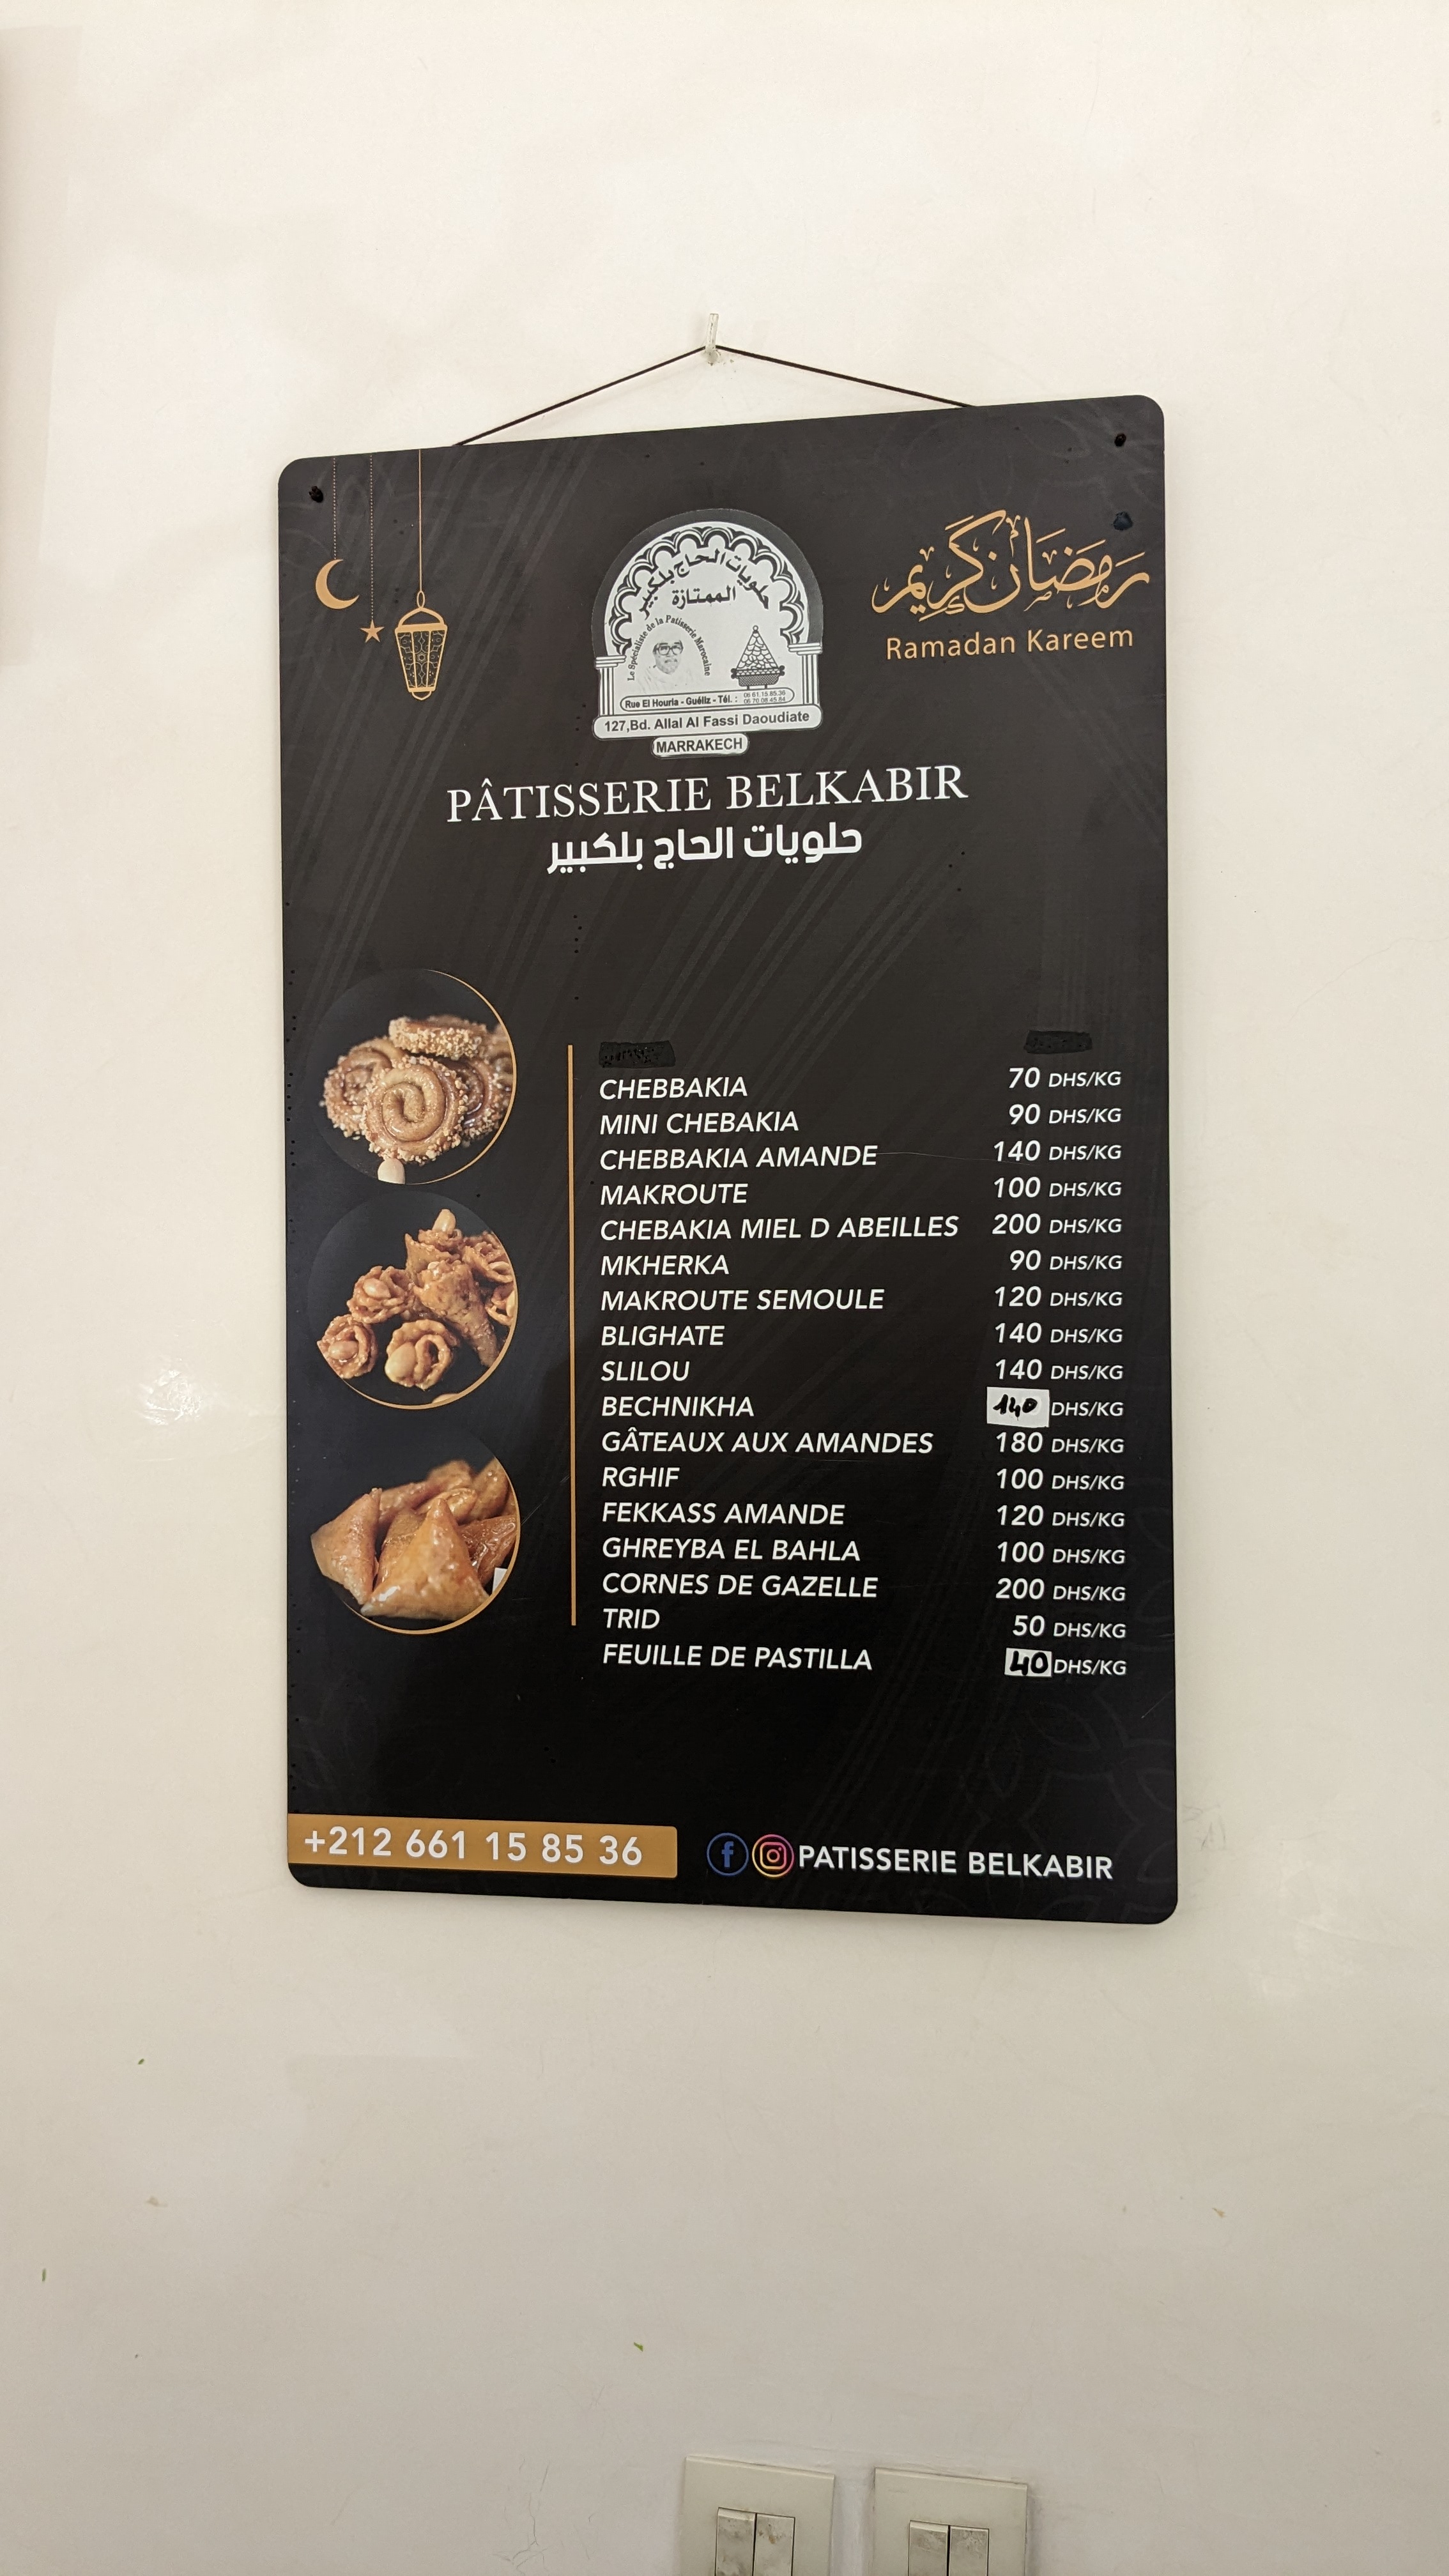 رمضان كريم
Ramadan Kareem
حلويات الحاج بلكبير
الممتازة
Le Spécialiste de la Patisserie Marocaine
Rue El Houria - Guéliz - Tél. : 06 61.15.85.36
06 70 08 45 84
127,Bd. Allal Al Fassi Daoudiate
MARRAKECH
PÂTISSERIE BELKABIR
حلويات الحاج بلكبير
CHEBBAKIA 70 DHS/KG
MINI CHEBAKIA 90 DHS/KG
CHEBBAKIA AMANDE 140 DHS/KG
MAKROUTE 100 DHS/KG
CHEBAKIA MIEL D ABEILLES 200 DHS/KG
MKHERKA 90 DHS/KG
MAKROUTE SEMOULE 120 DHS/KG
BLIGHATE 140 DHS/KG
SLILOU 140 DHS/KG
BECHNIKHA 140 DHS/KG
GÂTEAUX AUX AMANDES 180 DHS/KG
RGHIF 100 DHS/KG
FEKKASS AMANDE 120 DHS/KG
GHREYBA EL BAHLA 100 DHS/KG
CORNES DE GAZELLE 200 DHS/KG
TRID 50 DHS/KG
FEUILLE DE PASTILLA 40 DHS/KG
+212 661 15 85 36
PATISSERIE BELKABIR